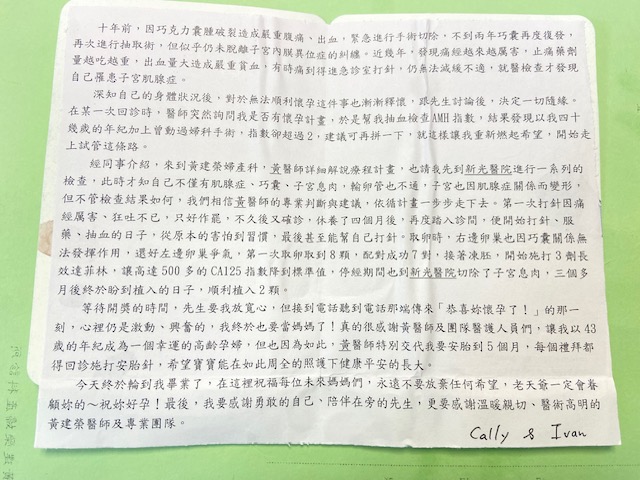 十年前，因巧克力囊腫破裂造成嚴重腹痛、出血，緊急進行手術切除，不到兩年巧囊再度復發，
再次進行抽取術，但似乎仍未脫離子宮內膜異位症的糾纏。近幾年，發現痛經越來越厲害，止痛藥劑
量越吃越重，出血量大造成嚴重貧血，有時痛到得進急診室打針，仍無法減緩不適，就醫檢查才發現
自己罹患子宮肌腺症。
深知自己的身體狀況後，對於無法順利懷孕這件事也漸漸釋懷，跟先生討論後，決定一切隨緣。
在某一次回診時，醫師突然詢問我是否有懷孕計畫，於是幫我抽血檢查AMH指數，結果發現以我四十
幾歲的年紀加上曾動過婦科手術，指數卻超過2，建議可再拼一下，就這樣讓我重新燃起希望，開始走
上試管這條路。
經同事介紹，來到黃建榮婦產科，黃醫師詳細解說療程計畫，也請我先到新光醫院進行一系列的
檢查，此時才知自己不僅有肌腺症、巧囊、子宮息肉，輸卵管也不通，子宮也因肌腺症關係而變形，
但不管檢查結果如何，我們相信黃醫師的專業判斷與建議，依循計畫一步步走下去。第一次打針因痛
經厲害、狂吐不已，只好作罷，不久後又確診，休養了四個月後，再度踏入診間，便開始打針、服
藥、抽血的日子，從原本的害怕到習慣，最後甚至能幫自己打針。取卵時，右邊卵巢也因巧囊關係無
法發揮作用，還好左邊卵巢爭氣，第一次取卵取到8顆，配對成功7對，接著凍胚，開始施打3劑長
效達菲林，讓高達500多的CA125指數降到標準值，停經期間也到新光醫院切除了子宮息肉，三個多
月後終於盼到植入的日子，順利植入2顆。
等待開獎的時間，先生要我放寬心，但接到電話聽到電話那端傳來「恭喜妳懷孕了！」的那一
刻，心裡仍是激動、興奮的，我終於也要當媽媽了！真的很感謝黃醫師及團隊醫護人員們，讓我以43
歲的年紀成為一個幸運的高齡孕婦，但也因為如此，黃醫師特別交代我要安胎到5個月，每個禮拜都
得回診施打安胎針，希望寶寶能在如此周全的照護下健康平安的長大。
今天終於輪到我畢業了，在這裡祝福每位未來媽媽們，永遠不要放棄任何希望，老天爺一定會眷
顧妳的～祝妳好孕！最後，我要感謝勇敢的自己、陪伴在旁的先生，更要感謝溫暖親切、醫術高明的
黃建榮醫師及專業團隊。
Cally & Ivan